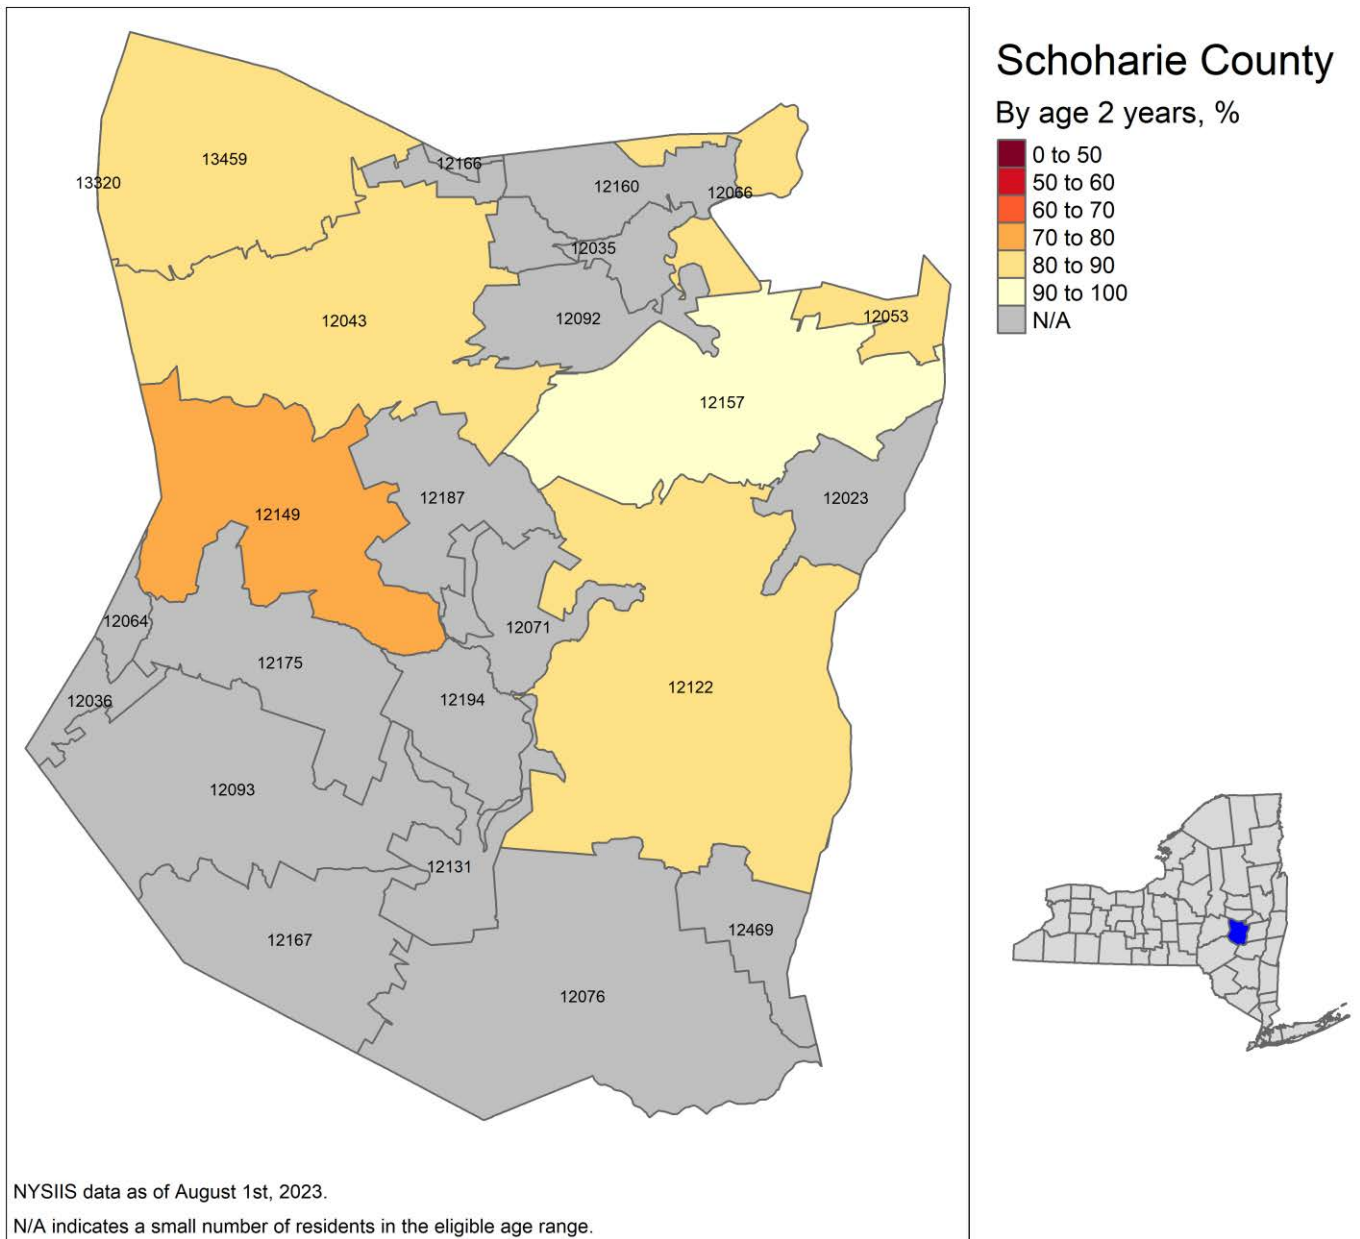 Schoharie County
By age 2 years, %
0 to 50
50 to 60
60 to 70
70 to 80
80 to 90
90 to 100
N/A
13459
12166
13320
12160
12066
12035
12043
12092
12053
12157
12187
12023
12149
12064
12071
12175
12122
12036
12194
12093
12131
12167
12469
12076
NYSIIS data as of August 1st, 2023.
N/A indicates a small number of residents in the eligible age range.